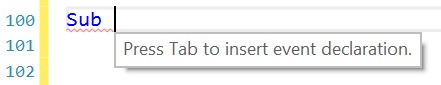 100 Sub
Press Tab to insert event declaration.
101
102